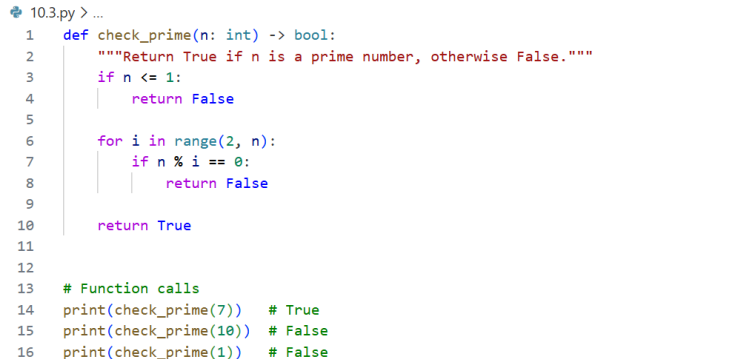 10.3.py > ...
1 def check_prime(n: int) -> bool:
2     """Return True if n is a prime number, otherwise False."""
3     if n <= 1:
4         return False
5
6     for i in range(2, n):
7         if n % i == 0:
8             return False
9
10     return True
11
12
13 # Function calls
14 print(check_prime(7))   # True
15 print(check_prime(10))  # False
16 print(check_prime(1))   # False